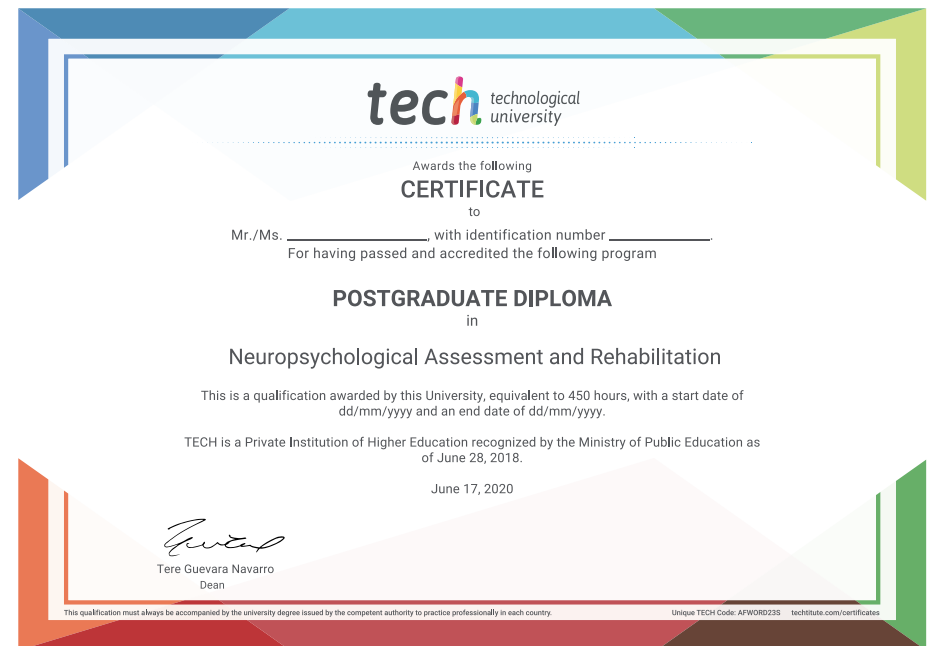 tech technological
university
Awards the following
CERTIFICATE
to
Mr./Ms. ____________________, with identification number ______________.
For having passed and accredited the following program
POSTGRADUATE DIPLOMA
in
Neuropsychological Assessment and Rehabilitation
This is a qualification awarded by this University, equivalent to 450 hours, with a start date of
dd/mm/yyyy and an end date of dd/mm/yyyy.
TECH is a Private Institution of Higher Education recognized by the Ministry of Public Education as
of June 28, 2018.
June 17, 2020
Tere Guevara Navarro
Dean
This qualification must always be accompanied by the university degree issued by the competent authority to practice professionally in each country.
Unique TECH Code: AFWORD23S techtitute.com/certificates